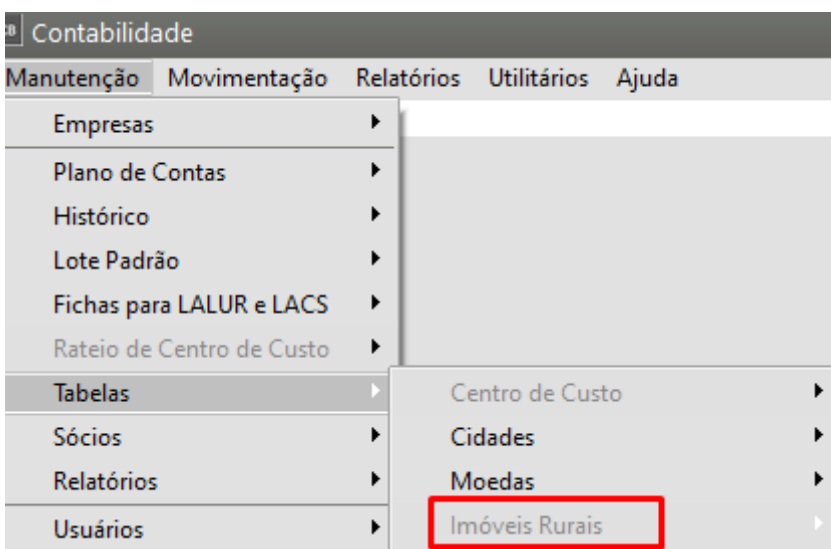 Contabilidade
Manutenção Movimentação Relatórios Utilitários Ajuda
Empresas
Plano de Contas
Histórico
Lote Padrão
Fichas para LALUR e LACS
Rateio de Centro de Custo
Tabelas
Centro de Custo
Sócios
Cidades
Relatórios
Moedas
Usuários
Imóveis Rurais